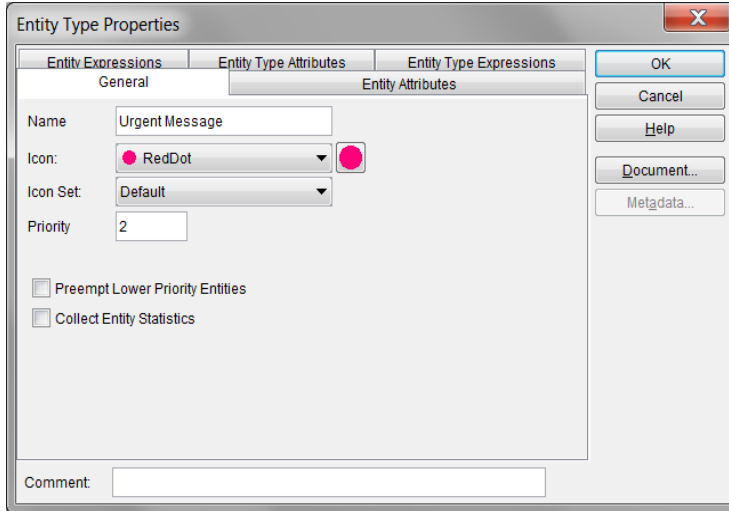 Entity Type Properties
X
Entity Expressions Entity Type Attributes Entity Type Expressions
General Entity Attributes
OK
Cancel
Help
Document...
Metadata...
Name Urgent Message
Icon: RedDot
Icon Set: Default
Priority 2
Preempt Lower Priority Entities
Collect Entity Statistics
Comment: